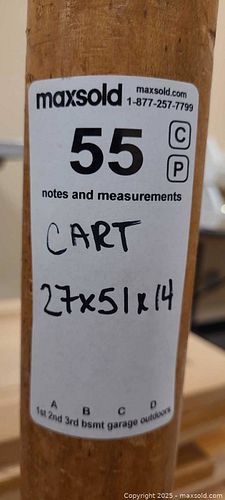 maxsold maxsold.com
1-877-257-7799
55 C
P
notes and measurements
CART
27x51x14
A B C D
1st 2nd 3rd bsmt garage outdoors
Copyright 2025 - maxsold.com